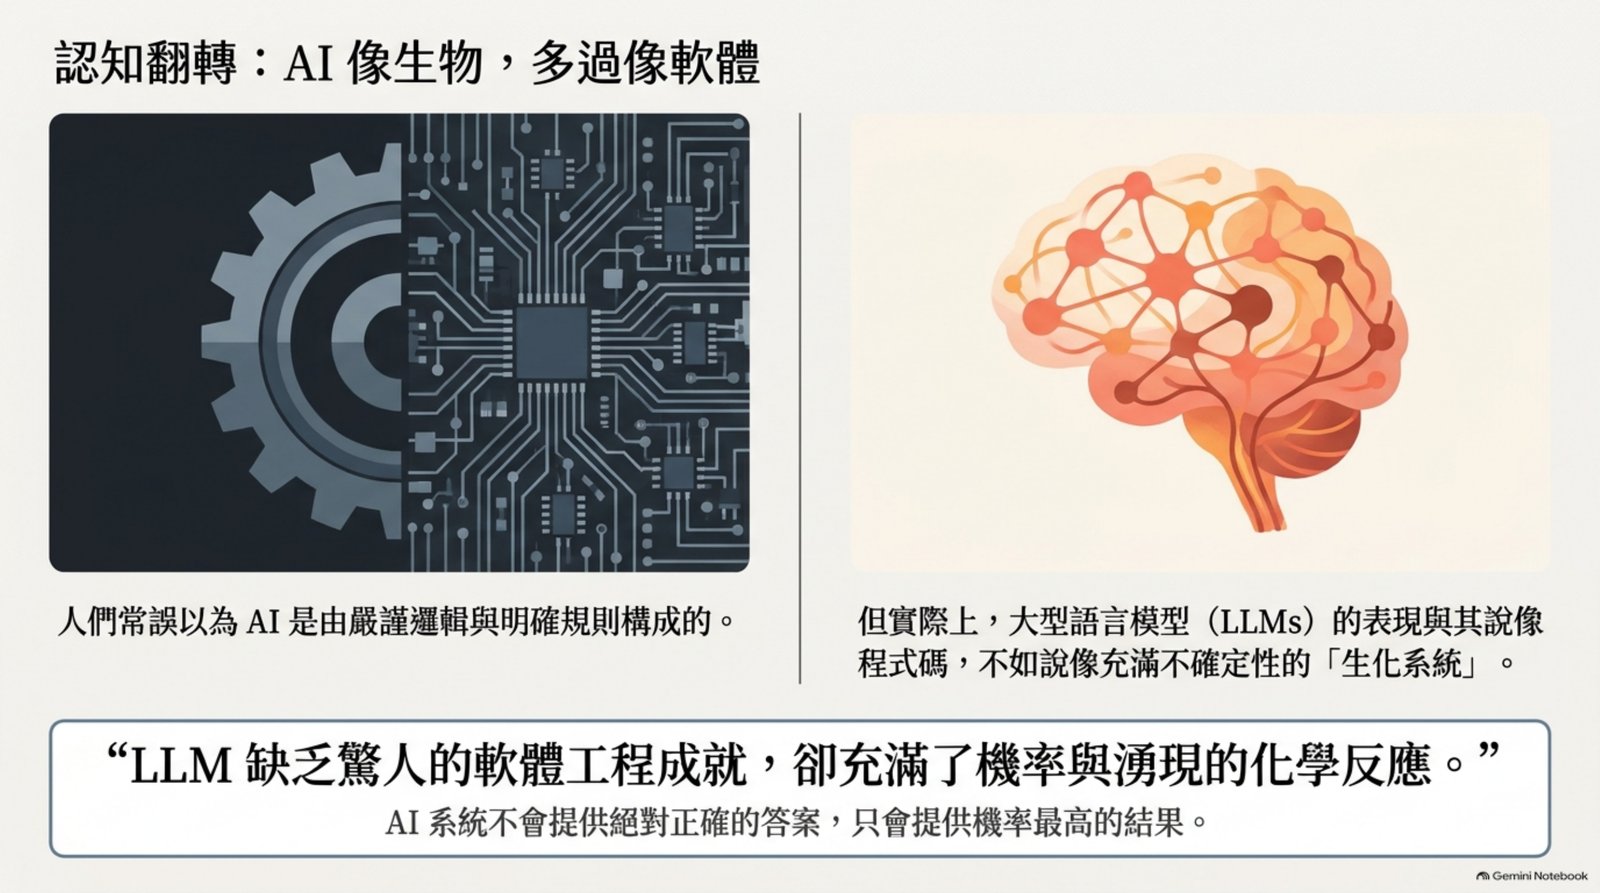 認知翻轉：AI 像生物，多過像軟體
人們常誤以為 AI 是由嚴謹邏輯與明確規則構成的。
但實際上，大型語言模型（LLMs）的表現與其說像
程式碼，不如說像充滿不確定性的「生化系統」。
“LLM 缺乏驚人的軟體工程成就，卻充滿了機率與湧現的化學反應。”
AI 系統不會提供絕對正確的答案，只會提供機率最高的結果。
Gemini Notebook